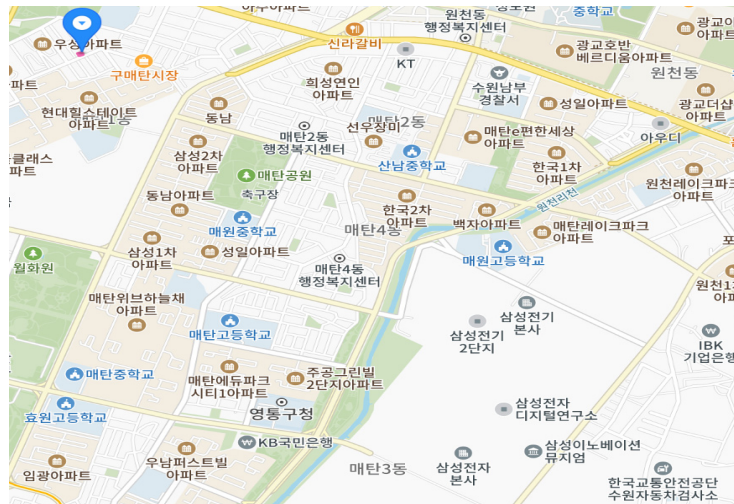 아주아파트
원천동
행정복지센터
중학교
우성아파트
신라갈비
KT
광교호반
베르디움아파트
구매탄시장
희성연인
아파트
수원남부
경찰서
원천동
현대힐스테이트
아파트
동남
매탄2동
성일아파트
광교더샵
아파트
매탄2동
행정복지센터
선우장미
매탄e편한세상
아파트
아우디
삼성2차
아파트
산남중학교
한국1차
아파트
매탄공원
축구장
동남아파트
원천레이크파크
아파트
원천리천
한국2차
아파트
매원중학교
백자아파트
매탄레이크파크
아파트
매탄4동
삼성1차
아파트
성일아파트
월화원
매원고등학교
매탄4동
행정복지센터
매탄위브하늘채
아파트
삼성전기
본사
원천1차
아파트
매탄고등학교
삼성전기
2단지
IBK
기업은행
매탄중학교
매탄에듀파크
시티1아파트
주공그린빌
2단지아파트
효원고등학교
영통구청
삼성전자
디지털연구소
KB국민은행
삼성이노베이션
뮤지엄
임광아파트
우남퍼스트빌
아파트
매탄3동
삼성전자
본사
한국교통안전공단
수원자동차검사소